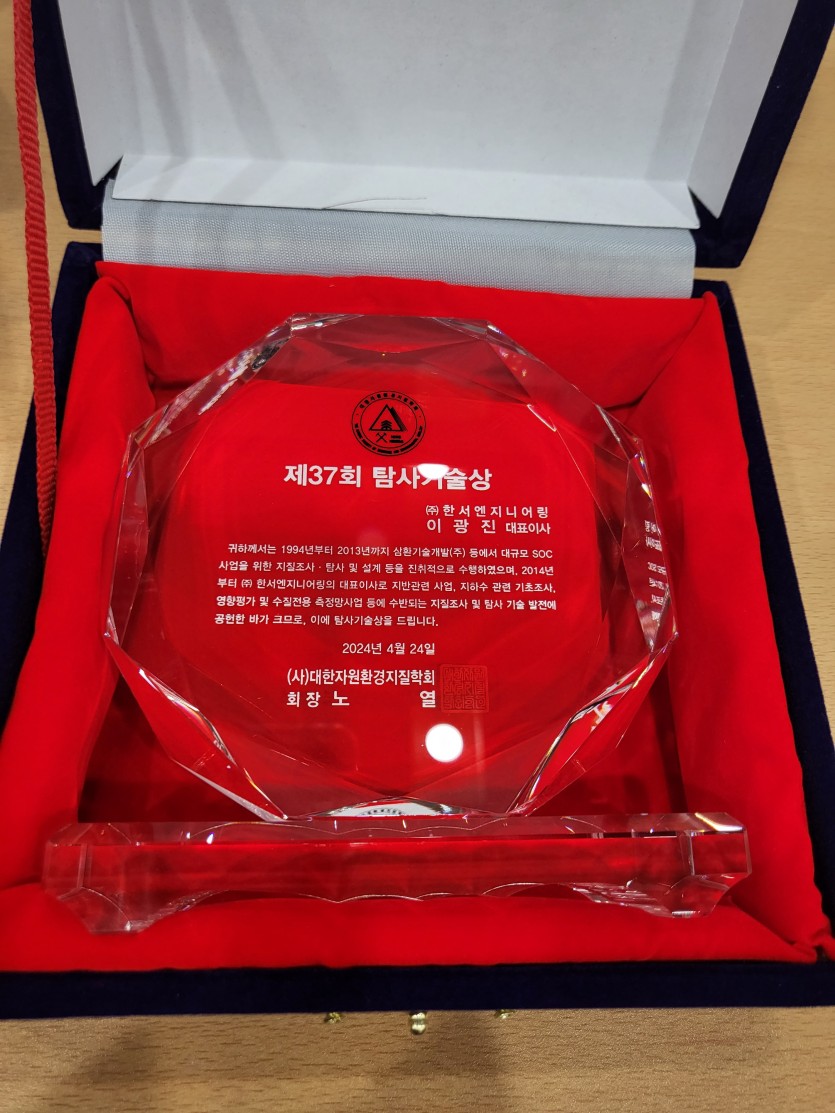 제37회 탐사기술상
㈜한서엔지니어링
이 광 진 대표이사
귀하께서는 1994년부터 2013년까지 삼환기술개발(주) 등에서 대규모 SOC
사업을 위한 지질조사 · 탐사 및 설계 등을 진취적으로 수행하였으며, 2014년
부터 ㈜ 한서엔지니어링의 대표이사로 지반관련 사업, 지하수 관련 기초조사,
영향평가 및 수질전용 측정망사업 등에 수반되는 지질조사 및 탐사 기술 발전에
공헌한 바가 크므로, 이에 탐사기술상을 드립니다.
2024년 4월 24일
(사)대한자원환경지질학회
회 장 노 열